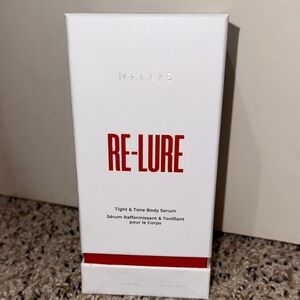 MAELYS
RE-LURE
Tight & Tone Body Serum
Sérum Raffermissant & Tonifiant
pour le Corps